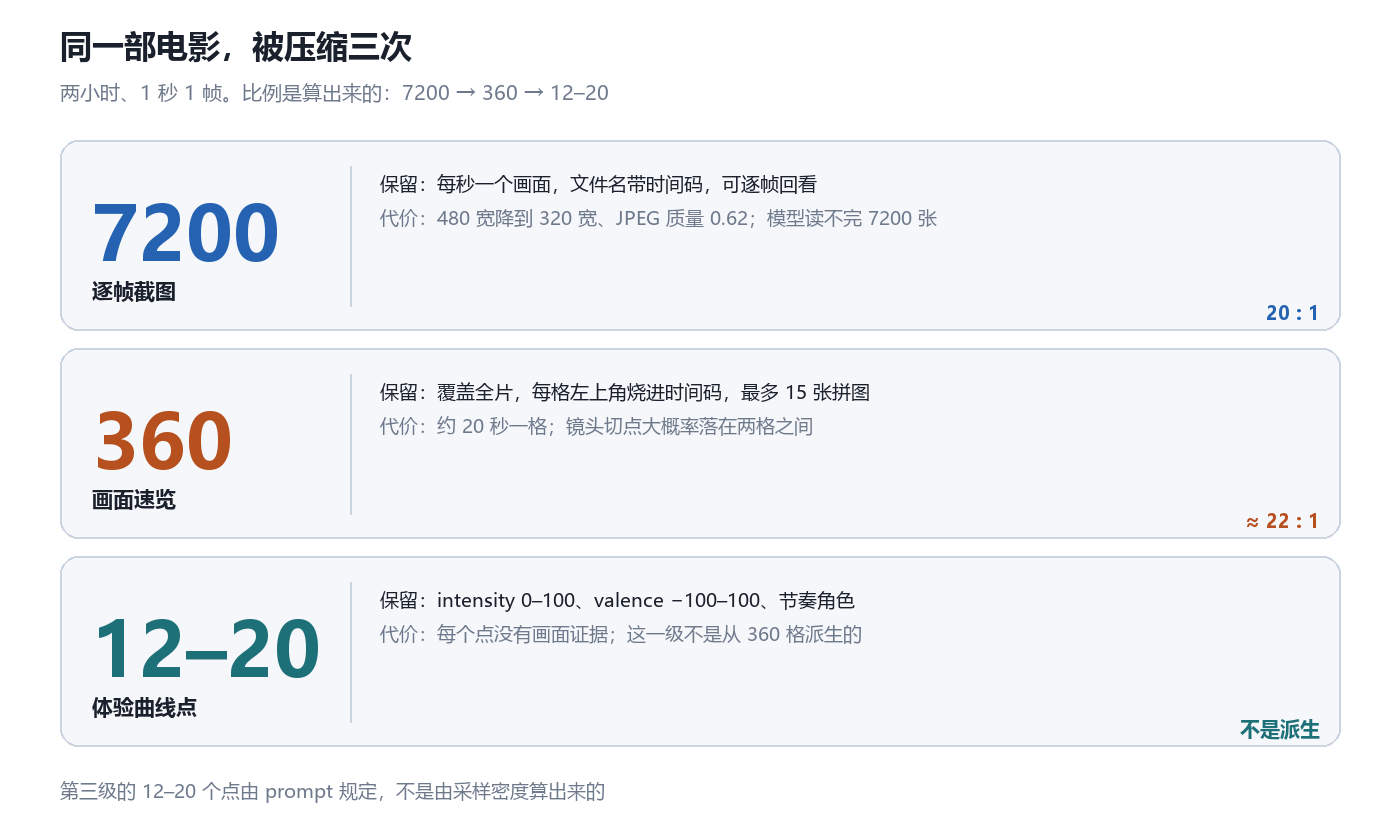 同一部电影，被压缩三次
两小时、1 秒 1 帧。比例是算出来的：7200 → 360 → 12–20
7200
逐帧截图
保留：每秒一个画面，文件名带时间码，可逐帧回看
代价：480 宽降到 320 宽、JPEG 质量 0.62；模型读不完 7200 张
20 : 1
360
画面速览
保留：覆盖全片，每格左上角烧进时间码，最多 15 张拼图
代价：约 20 秒一格；镜头切点大概率落在两格之间
≈ 22 : 1
12–20
体验曲线点
保留：intensity 0–100、valence −100–100、节奏角色
代价：每个点没有画面证据；这一级不是从 360 格派生的
不是派生
第三级的 12–20 个点由 prompt 规定，不是由采样密度算出来的